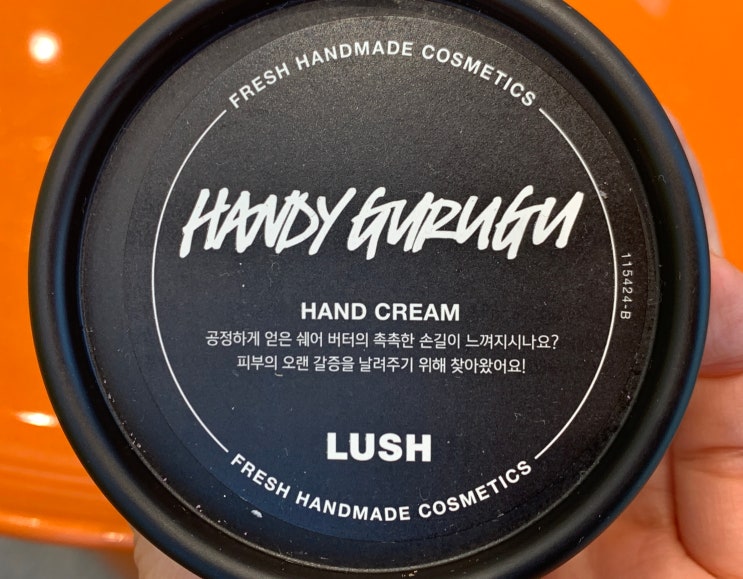 FRESH HANDMADE COSMETICS
HANDY GURUGU
115424-B
HAND CREAM
공정하게 얻은 쉐어 버터의 촉촉한 손길이 느껴지시나요?
피부의 오랜 갈증을 날려주기 위해 찾아왔어요!
LUSH
FRESH HANDMADE COSMETICS